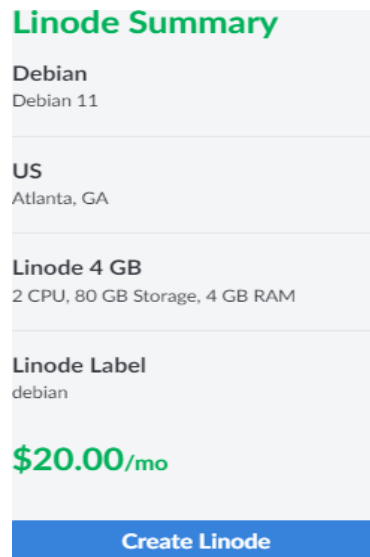 Linode Summary
Debian
Debian 11
US
Atlanta, GA
Linode 4 GB
2 CPU, 80 GB Storage, 4 GB RAM
Linode Label
debian
$20.00/mo
Create Linode